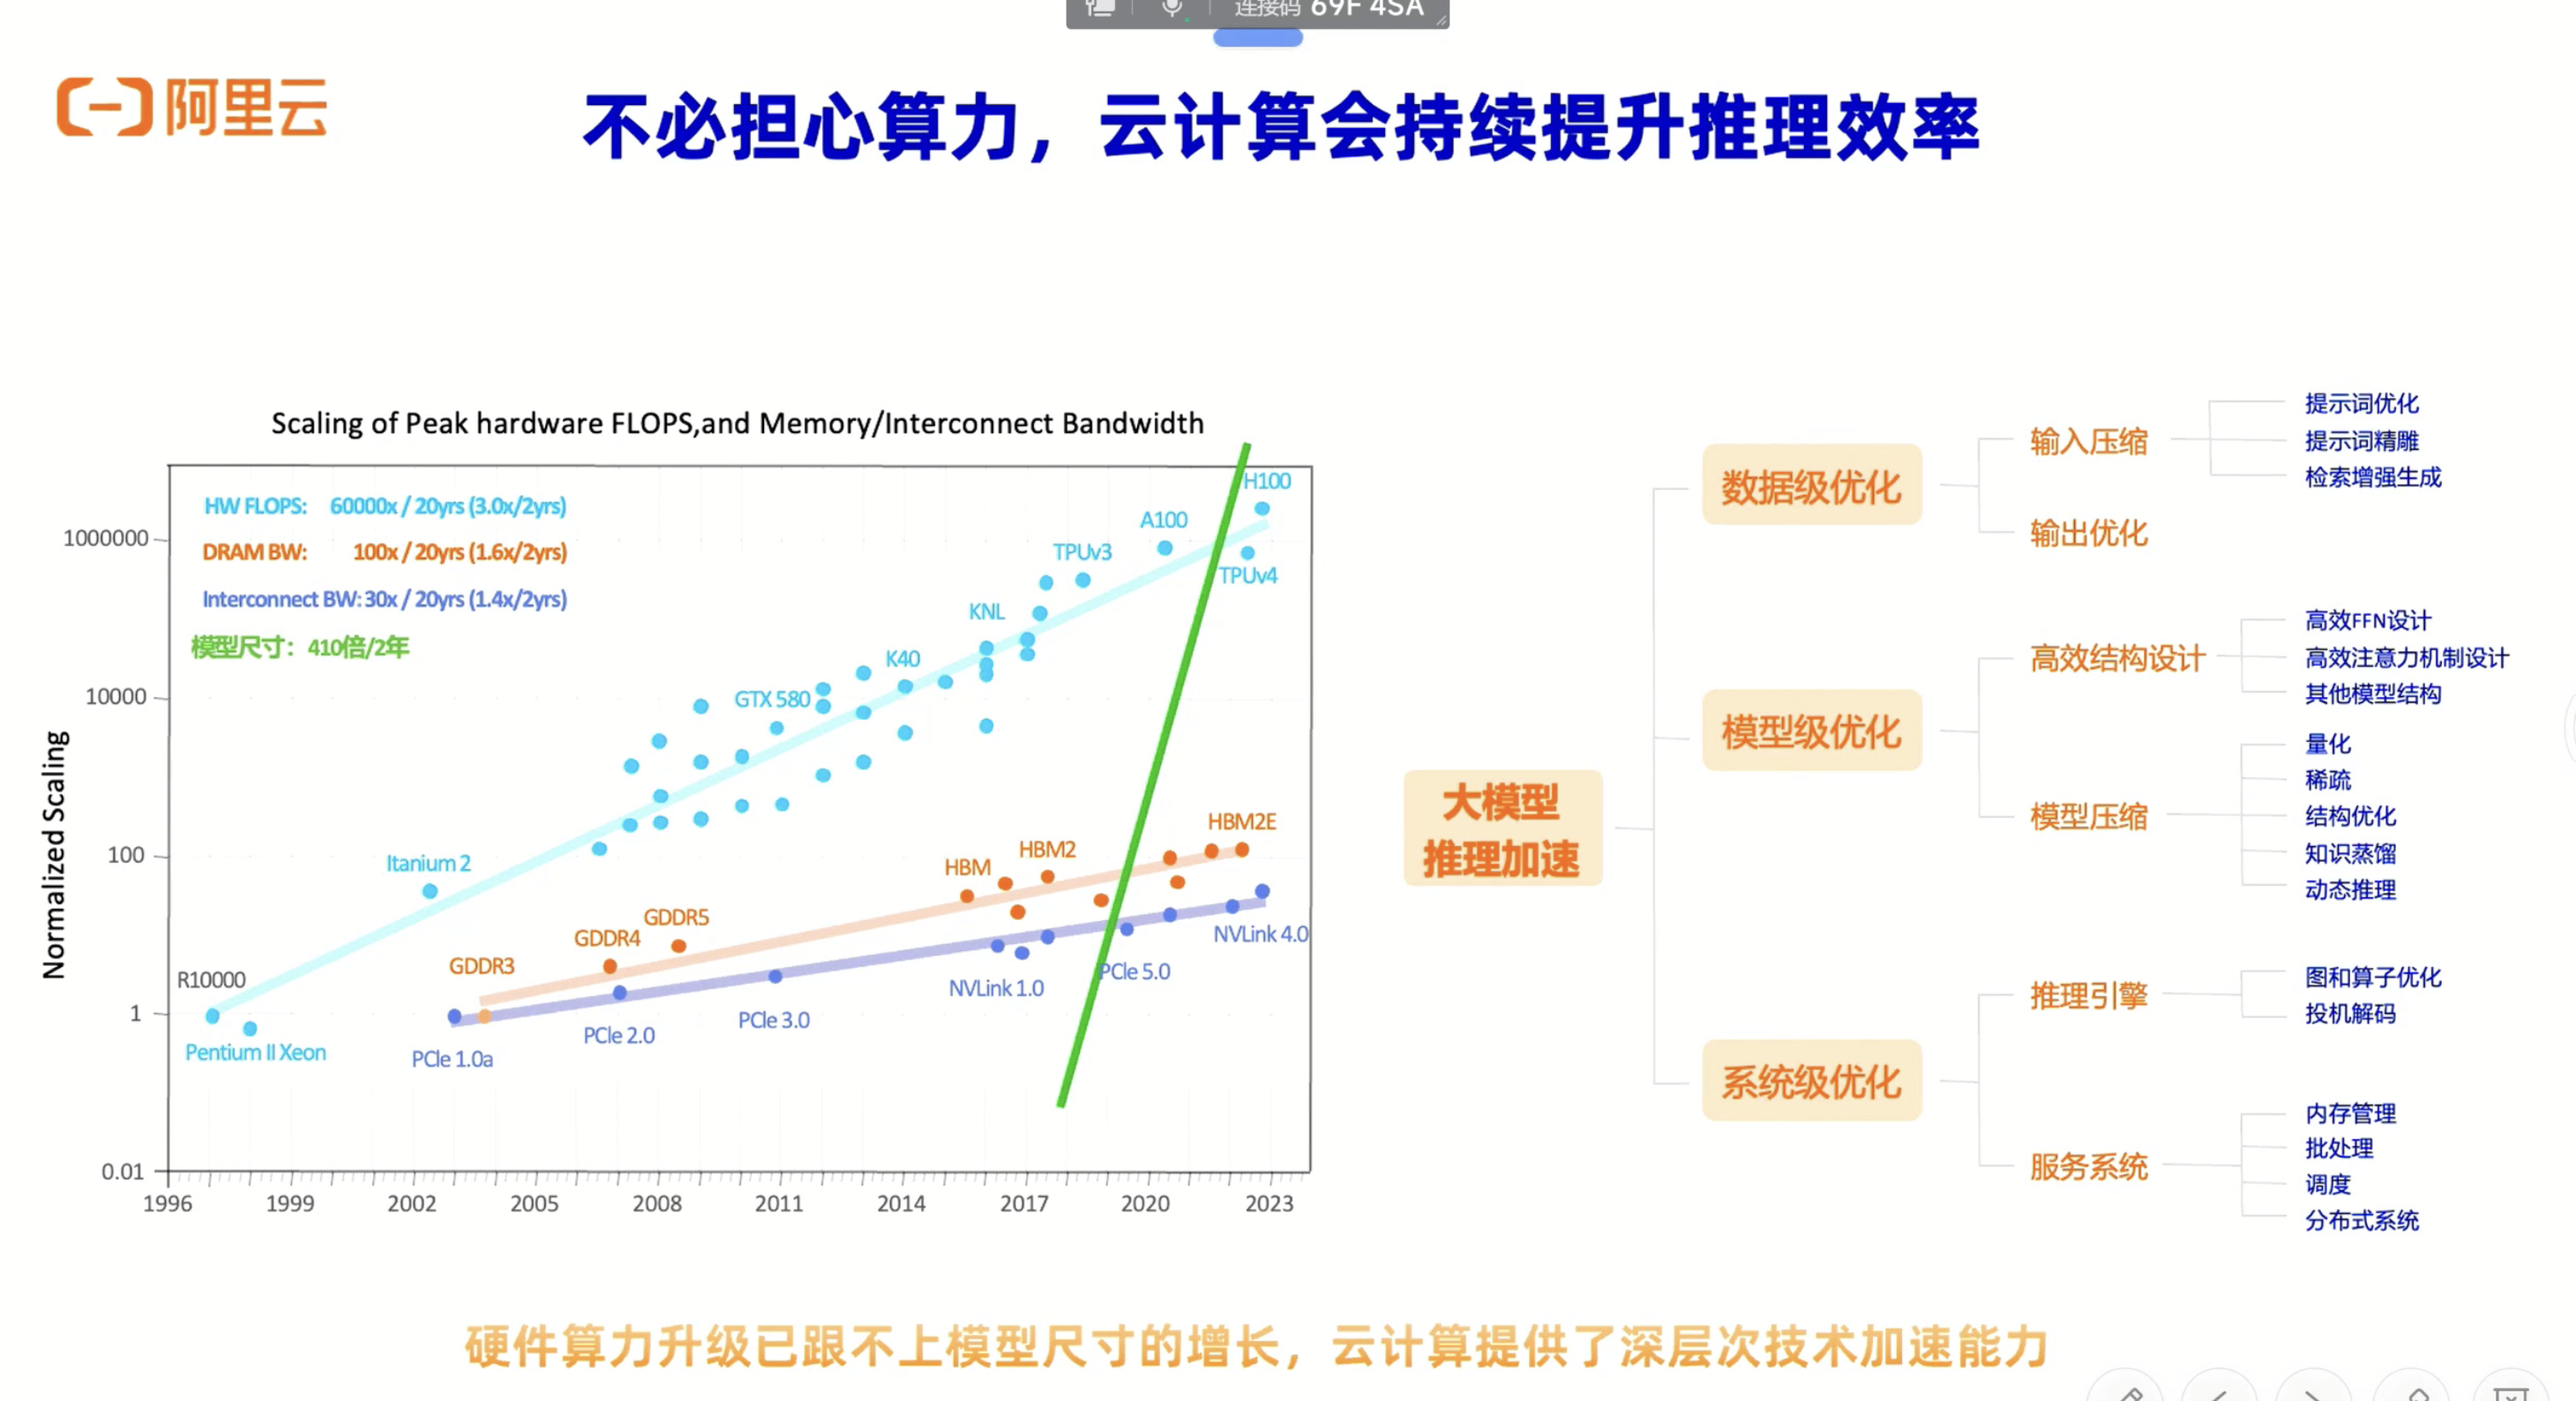 连接码 69F 4SA
阿里云
不必担心算力，云计算会持续提升推理效率
Scaling of Peak hardware FLOPS,and Memory/Interconnect Bandwidth
HW FLOPS: 60000x / 20yrs (3.0x/2yrs)
DRAM BW: 100x / 20yrs (1.6x/2yrs)
Interconnect BW: 30x / 20yrs (1.4x/2yrs)
模型尺寸：410倍/2年
Normalized Scaling
1000000
10000
100
1
0.01
1996
1999
2002
2005
2008
2011
2014
2017
2020
2023
R10000
Pentium II Xeon
Itanium 2
GTX 580
K40
KNL
TPUv3
A100
H100
TPUv4
GDDR3
GDDR4
GDDR5
HBM
HBM2
HBM2E
PCle 1.0a
PCle 2.0
PCle 3.0
NVLink 1.0
PCle 5.0
NVLink 4.0
大模型
推理加速
数据级优化
输入压缩
提示词优化
提示词精雕
检索增强生成
输出优化
模型级优化
高效结构设计
高效FFN设计
高效注意力机制设计
其他模型结构
模型压缩
量化
稀疏
结构优化
知识蒸馏
动态推理
系统级优化
推理引擎
图和算子优化
投机解码
服务系统
内存管理
批处理
调度
分布式系统
硬件算力升级已跟不上模型尺寸的增长，云计算提供了深层次技术加速能力